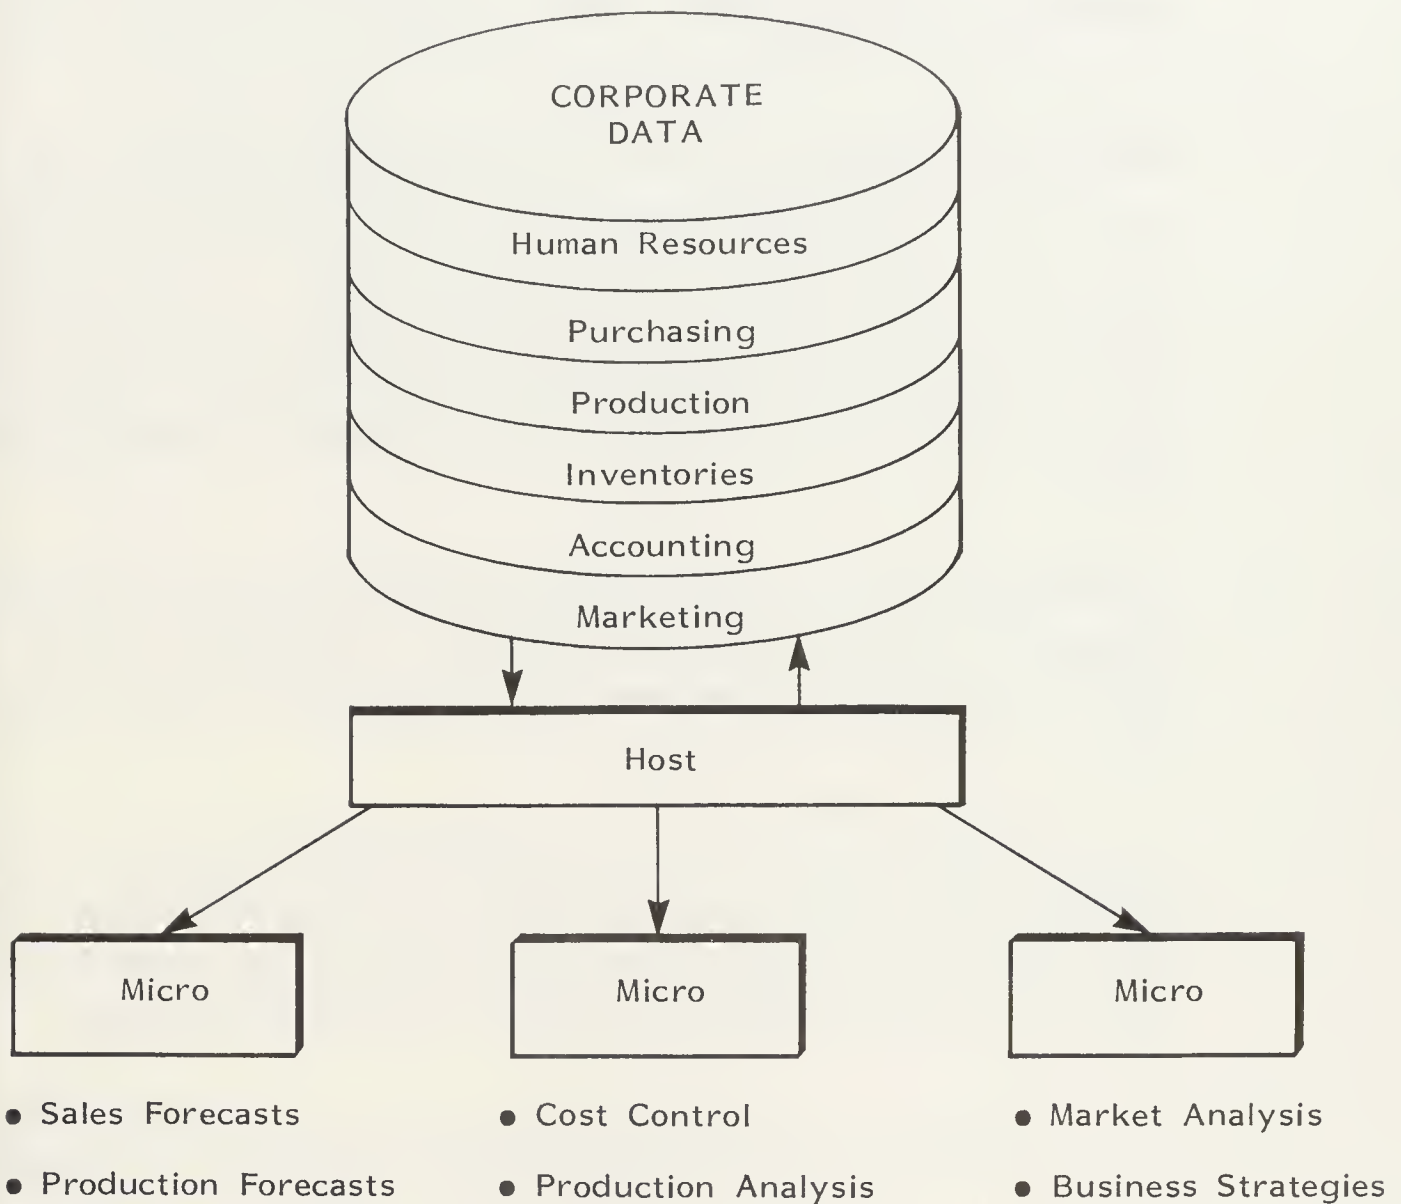 CORPORATE
DATA
Human Resources
Purchasing
Production
Inventories
Accounting
Marketing
Host
Micro
Micro
Micro
• Sales Forecasts
• Production Forecasts
• Cost Control
• Production Analysis
• Market Analysis
• Business Strategies